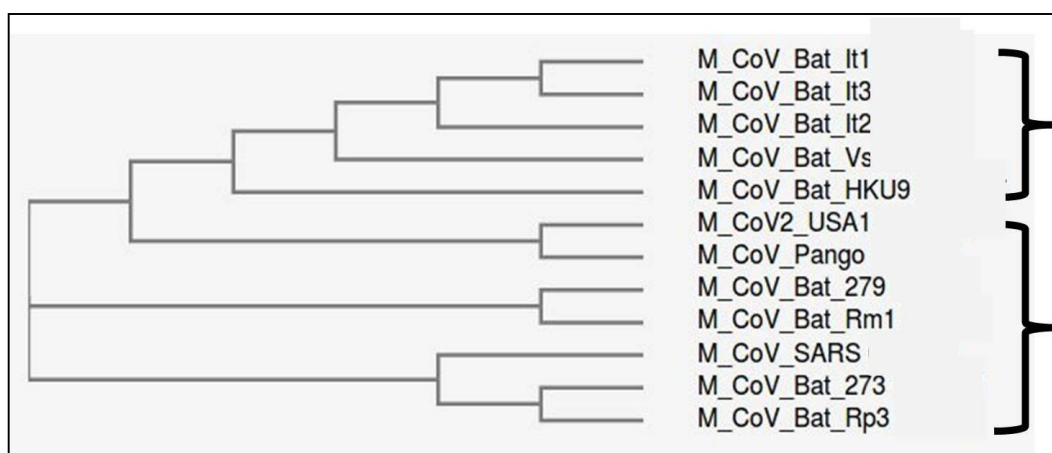 M_CoV_Bat_It1
M_CoV_Bat_It3
M_CoV_Bat_It2
M_CoV_Bat_Vs
M_CoV_Bat_HKU9
M_CoV2_USA1
M_CoV_Pango
M_CoV_Bat_279
M_CoV_Bat_Rm1
M_CoV_SARS
M_CoV_Bat_273
M_CoV_Bat_Rp3